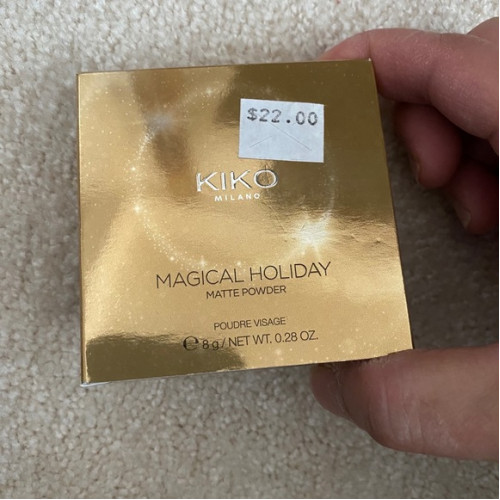 $22.00
KIKO
MILANO
MAGICAL HOLIDAY
MATTE POWDER
POUDRE VISAGE
℮ 8 g / NET WT. 0.28 OZ.